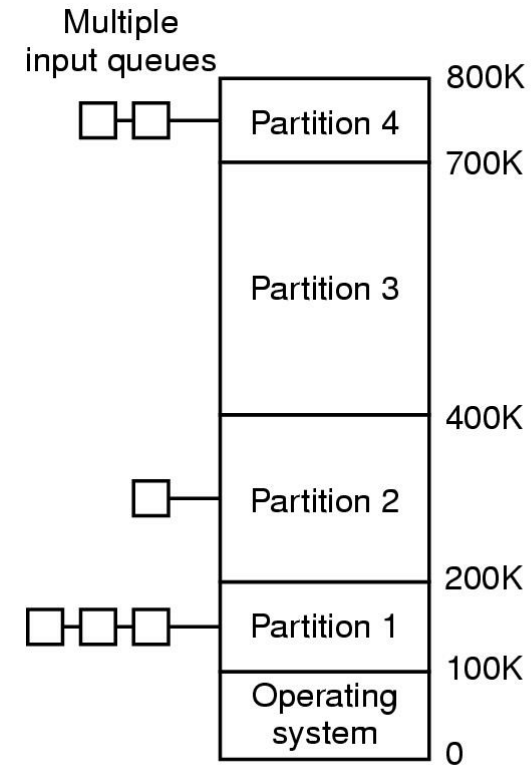 Multiple
input queues
800K
Partition 4
700K
Partition 3
400K
Partition 2
200K
Partition 1
100K
Operating
system
0